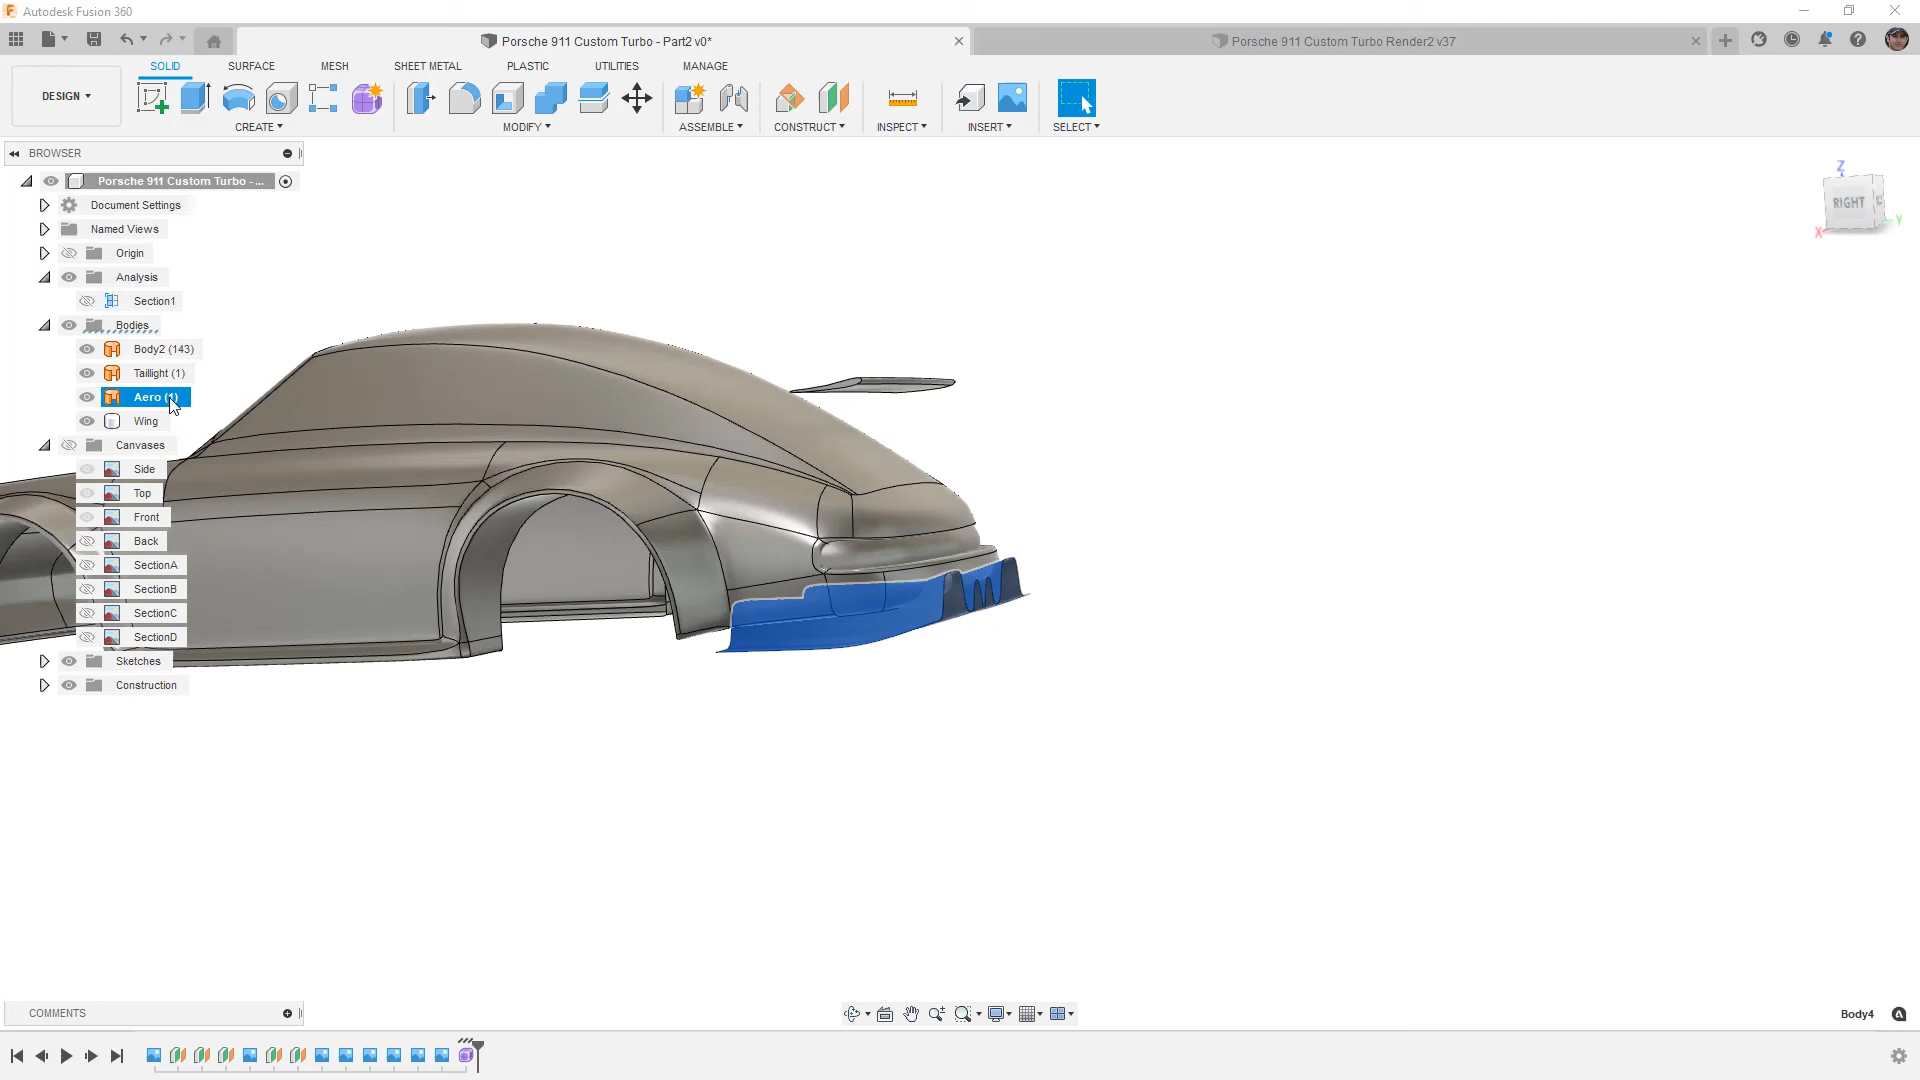 Autodesk Fusion 360
Porsche 911 Custom Turbo - Part2 v0*
Porsche 911 Custom Turbo Render2 v37
SOLID
SURFACE
MESH
SHEET METAL
PLASTIC
UTILITIES
MANAGE
DESIGN
CREATE
MODIFY
ASSEMBLE
CONSTRUCT
INSPECT
INSERT
SELECT
BROWSER
Porsche 911 Custom Turbo - ...
Document Settings
Named Views
Origin
Analysis
Section1
Bodies
Body2 (143)
Taillight (1)
Aero (1)
Wing
Canvases
Side
Top
Front
Back
SectionA
SectionB
SectionC
SectionD
Sketches
Construction
Z
RIGHT
X
Y
COMMENTS
Body4